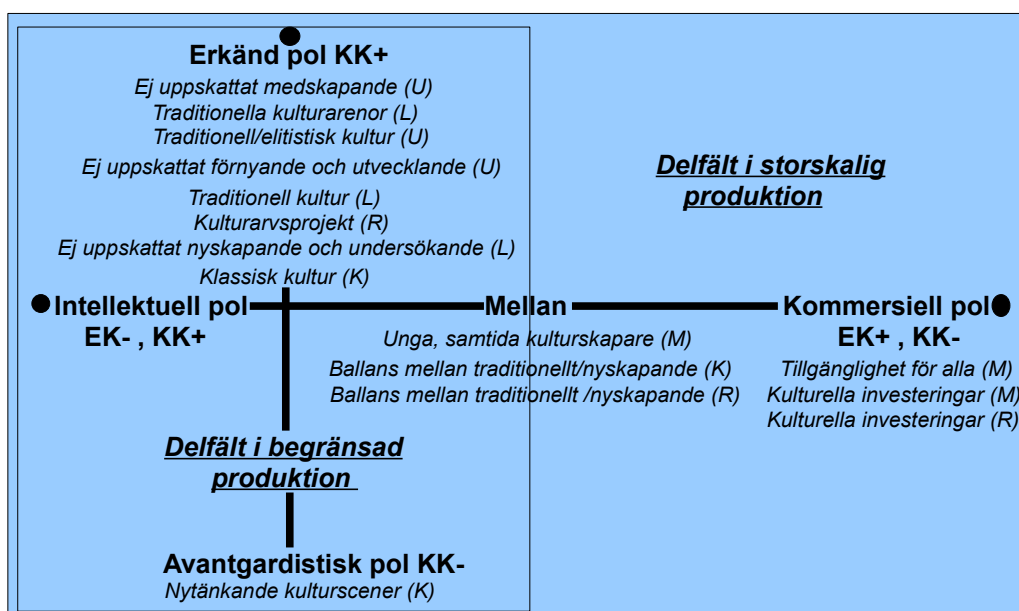 Erkänd pol KK+
Ej uppskattat medskapande (U)
Traditionella kulturarenor (L)
Traditionell/elitistisk kultur (U)
Ej uppskattat förnyande och utvecklande (U)
Traditionell kultur (L)
Kulturarvsprojekt (R)
Ej uppskattat nyskapande och undersökande (L)
Klassisk kultur (K)
Delfält i storskalig
produktion
Intellektuell pol
EK- , KK+
Mellan
Unga, samtida kulturskapare (M)
Ballans mellan traditionellt/nyskapande (K)
Ballans mellan traditionellt /nyskapande (R)
Kommersiell pol
EK+ , KK-
Tillgänglighet för alla (M)
Kulturella investeringar (M)
Kulturella investeringar (R)
Delfält i begränsad
produktion
Avantgardistisk pol KK-
Nytänkande kulturscener (K)